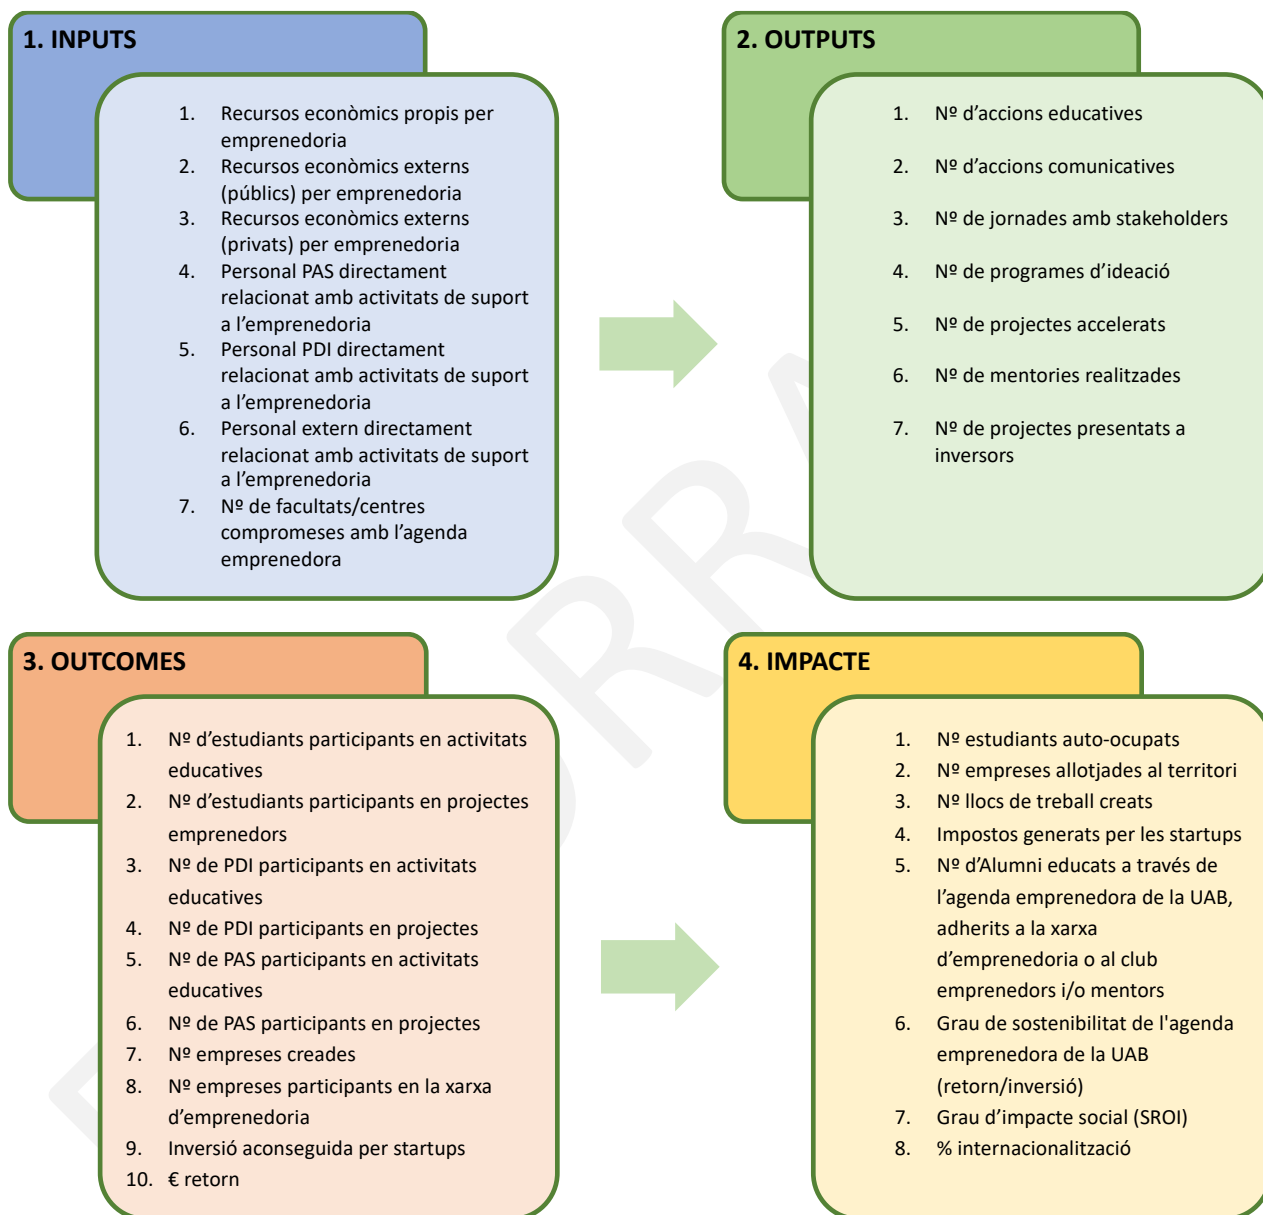 1. INPUTS
1. Recursos econòmics propis per
emprenedoria
2. Recursos econòmics externs
(públics) per emprenedoria
3. Recursos econòmics externs
(privats) per emprenedoria
4. Personal PAS directament
relacionat amb activitats de suport
a l’emprenedoria
5. Personal PDI directament
relacionat amb activitats de suport
a l’emprenedoria
6. Personal extern directament
relacionat amb activitats de suport
a l’emprenedoria
7. Nº de facultats/centres
compromeses amb l’agenda
emprenedora
2. OUTPUTS
1. Nº d’accions educatives
2. Nº d’accions comunicatives
3. Nº de jornades amb stakeholders
4. Nº de programes d’ideació
5. Nº de projectes accelerats
6. Nº de mentories realitzades
7. Nº de projectes presentats a
inversors
3. OUTCOMES
1. Nº d’estudiants participants en activitats
educatives
2. Nº d’estudiants participants en projectes
emprenedors
3. Nº de PDI participants en activitats
educatives
4. Nº de PDI participants en projectes
5. Nº de PAS participants en activitats
educatives
6. Nº de PAS participants en projectes
7. Nº empreses creades
8. Nº empreses participants en la xarxa
d’emprenedoria
9. Inversió aconseguida per startups
10. € retorn
4. IMPACTE
1. Nº estudiants auto-ocupats
2. Nº empreses allotjades al territori
3. Nº llocs de treball creats
4. Impostos generats per les startups
5. Nº d’Alumni educats a través de
l’agenda emprenedora de la UAB,
adherits a la xarxa
d’emprenedoria o al club
emprenedors i/o mentors
6. Grau de sostenibilitat de l'agenda
emprenedora de la UAB
(retorn/inversió)
7. Grau d’impacte social (SROI)
8. % internacionalització